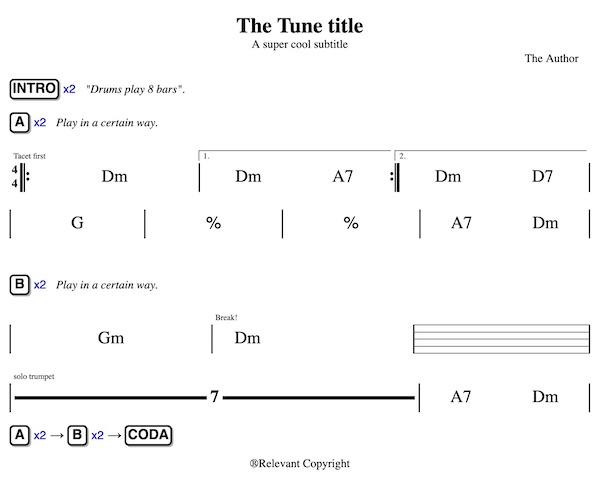 The Tune title
A super cool subtitle
The Author
INTRO x2 "Drums play 8 bars".
A x2 Play in a certain way.
Tacet first 1. 2.
4/4 Dm Dm A7 Dm D7
G % % A7 Dm
B x2 Play in a certain way.
Break!
Gm Dm
solo trumpet
7 A7 Dm
A x2 → B x2 → CODA
®Relevant Copyright